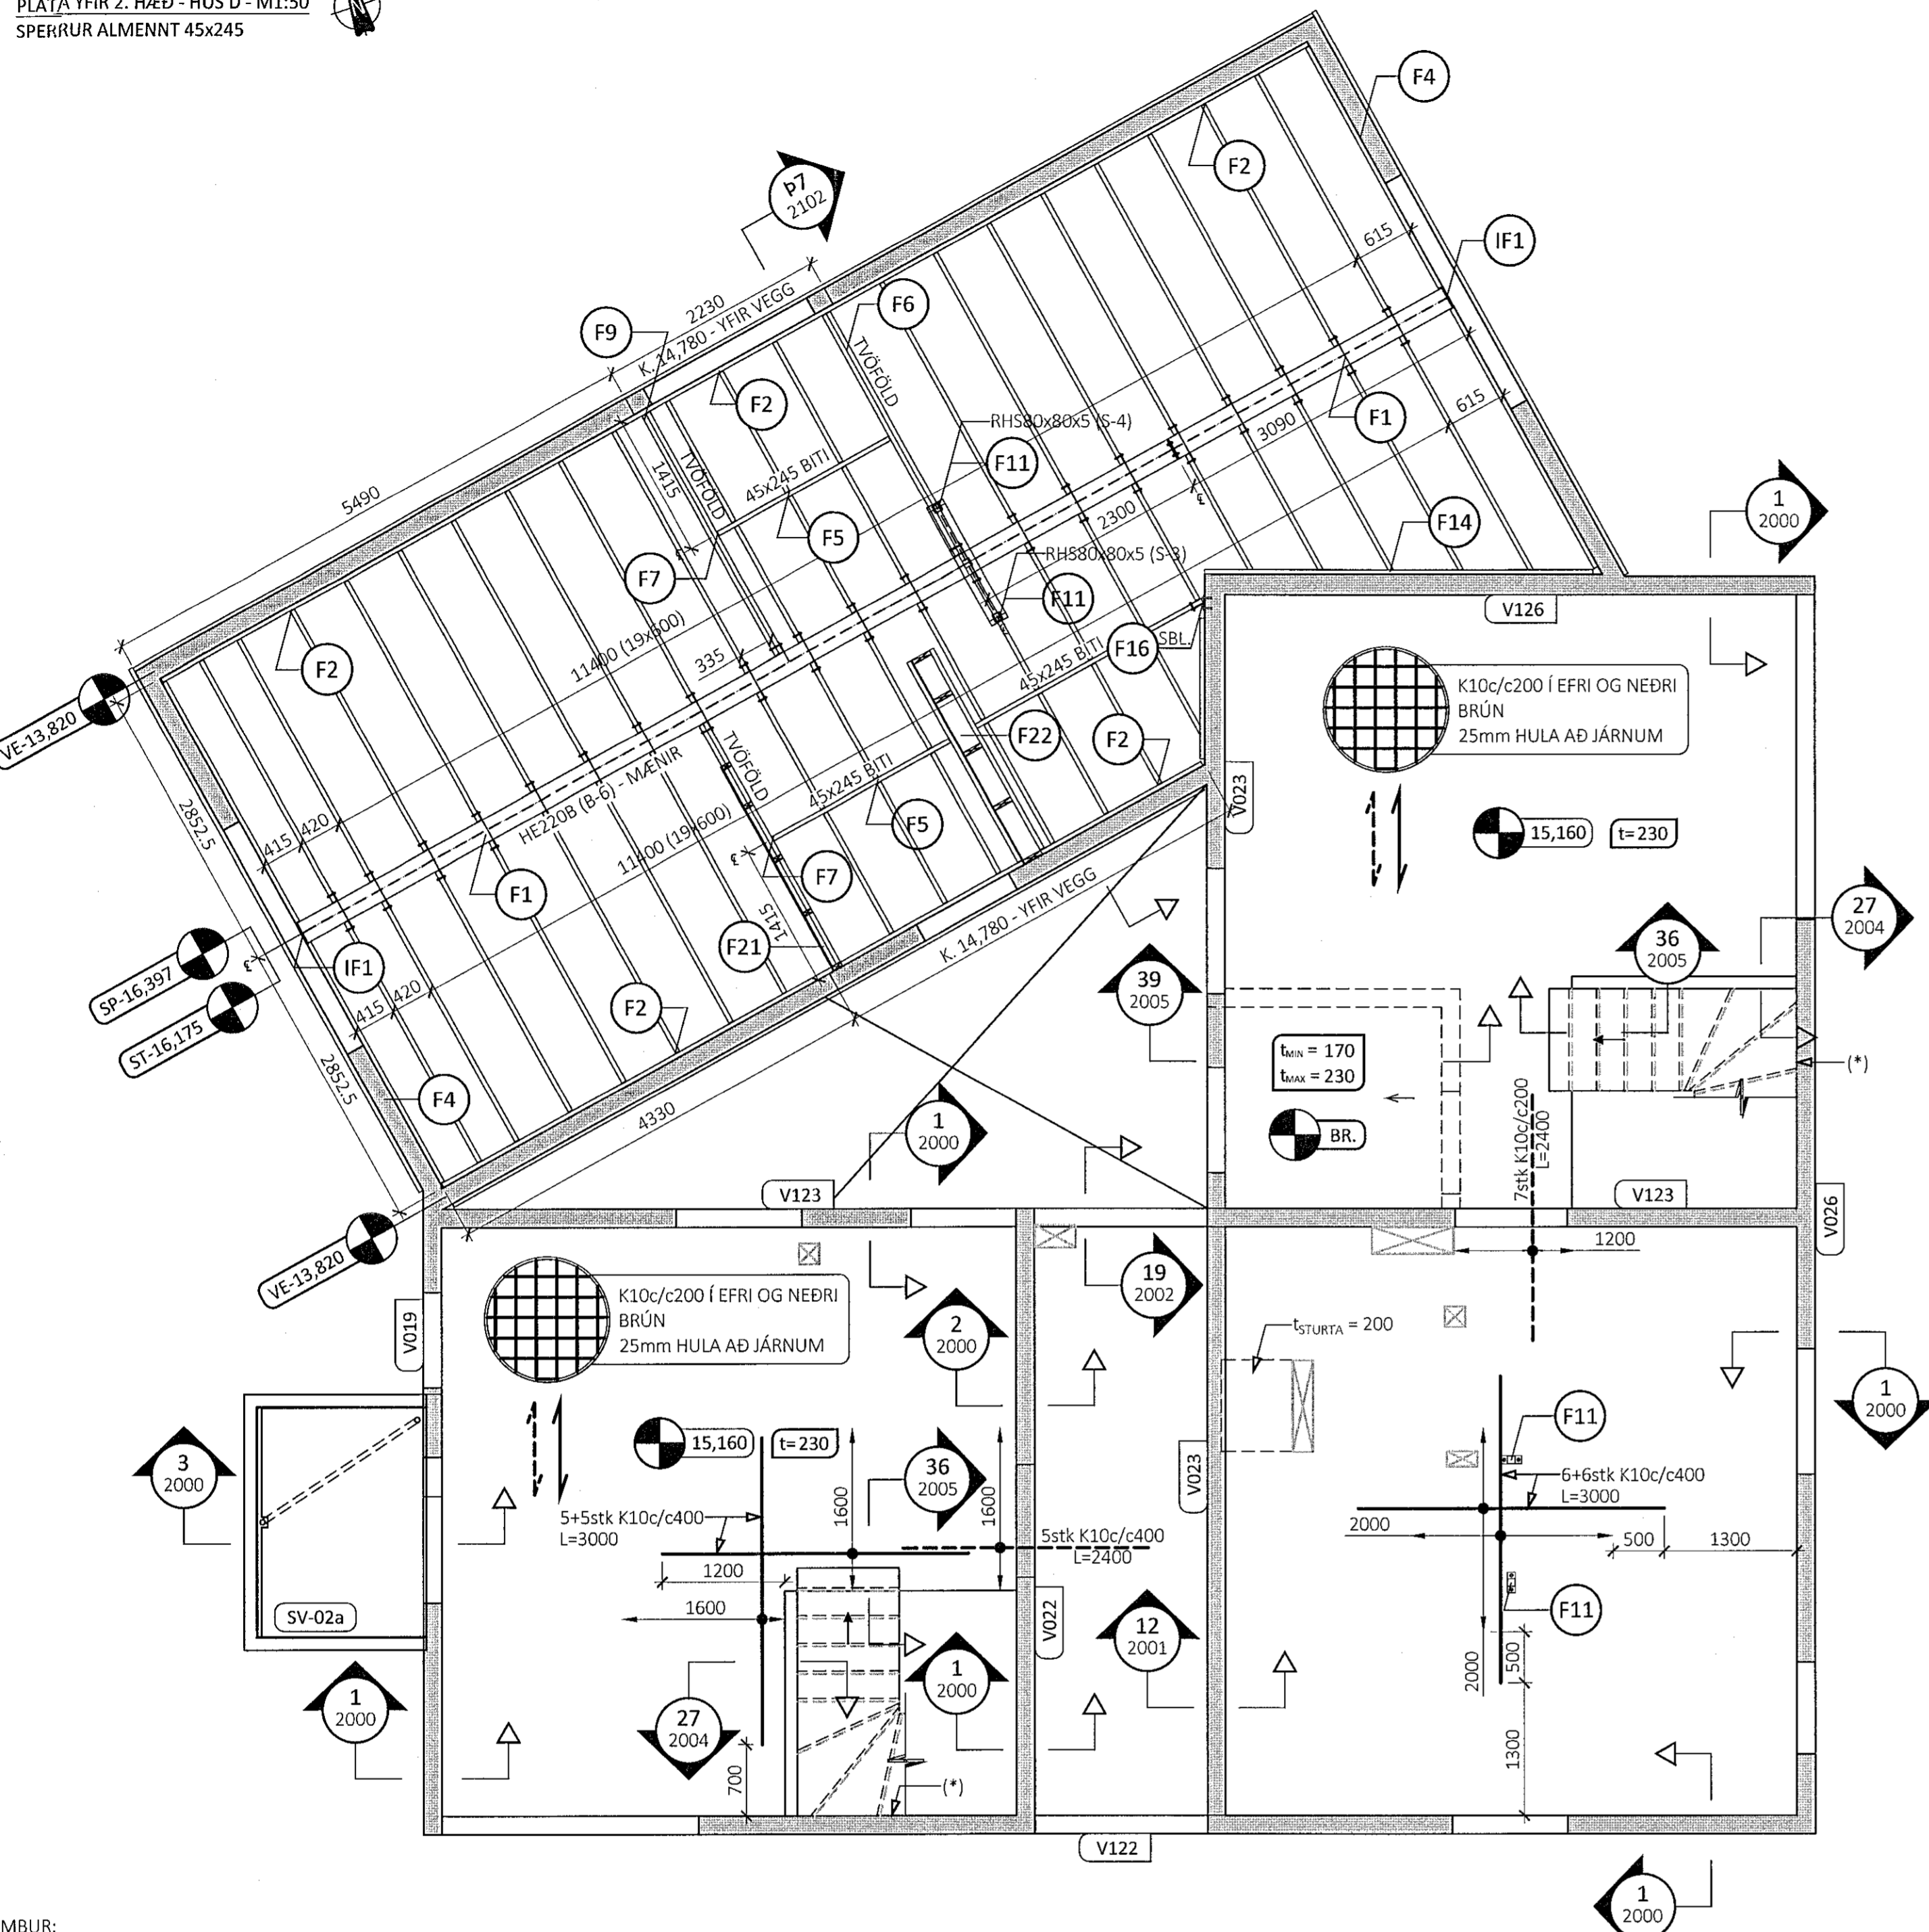 PLATA YFIR 2. HÆÐ - HÚS D - M1:50
SPERRUR ALMENNT 45x245
N
F4
F2
Þ7
2102
615
IF1
2230
K. 14,780 - YFIR VEGG
F6
F9
TVÖFÖLD
F2
RHS80x80x5 (S-4)
F11
F1
3090
615
5490
1415
TVÖFÖLD
45x245 BITI
2300
F5
F14
1
2000
F7
RHS80x80x5 (S-3)
F11
V126
F2
11400 (19x600)
335
F16
SBL.
45x245 BITI
K10c/c200 Í EFRI OG NEÐRI
BRÚN
25mm HULA AÐ JÁRNUM
VE-13,820
F22
F2
HE220B (B-6) - MÆNIR
TVÖFÖLD
45x245 BITI
V023
2852.5
415
420
11400 (19x600)
F5
15,160
t=230
F1
F7
1415
K. 14,780 - YFIR VEGG
27
2004
36
2005
F21
SP-16,397
IF1
39
2005
ST-16,175
415
420
F2
tMIN = 170
tMAX = 230
(*)
2852.5
F4
4330
1
2000
BR.
7stk K10c/c200
L=2400
V123
V123
V026
VE-13,820
1200
K10c/c200 Í EFRI OG NEÐRI
BRÚN
25mm HULA AÐ JÁRNUM
19
2002
V019
2
2000
tSTURTA = 200
1
2000
F11
15,160
t=230
3
2000
36
2005
V023
6+6stk K10c/c400
L=3000
5+5stk K10c/c400
L=3000
1600
1600
5stk K10c/c400
L=2400
2000
500
1300
1200
1600
F11
SV-02a
V022
12
2001
2000
500
1
2000
1
2000
27
2004
700
1300
(*)
V122
1
2000
MBUR: